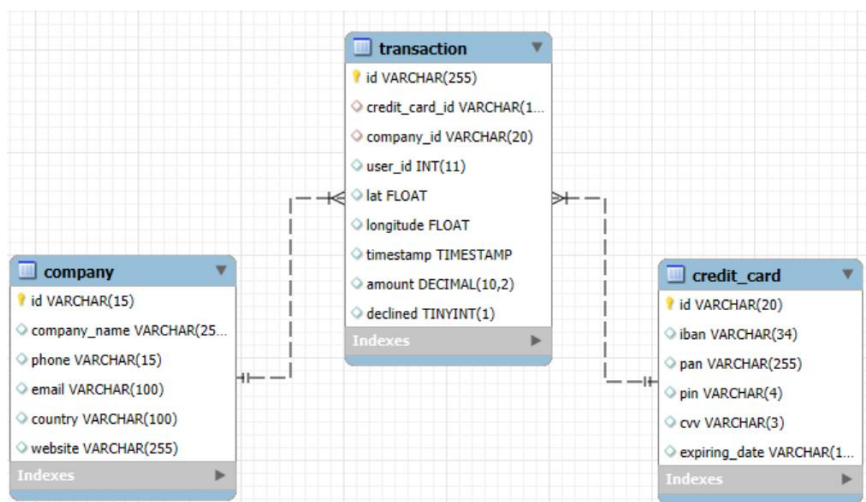 transaction
id VARCHAR(255)
credit_card_id VARCHAR(1...
company_id VARCHAR(20)
user_id INT(11)
lat FLOAT
longitude FLOAT
timestamp TIMESTAMP
amount DECIMAL(10,2)
declined TINYINT(1)
Indexes
company
id VARCHAR(15)
company_name VARCHAR(25...
phone VARCHAR(15)
email VARCHAR(100)
country VARCHAR(100)
website VARCHAR(255)
Indexes
credit_card
id VARCHAR(20)
iban VARCHAR(34)
pan VARCHAR(255)
pin VARCHAR(4)
cvv VARCHAR(3)
expiring_date VARCHAR(1...
Indexes